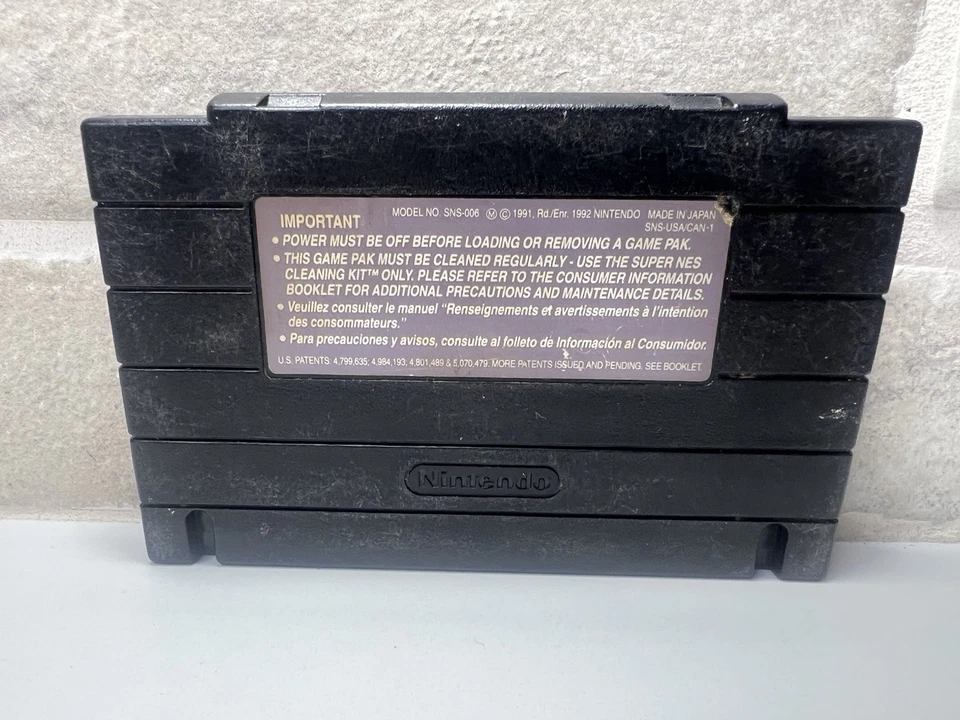 IMPORTANT
MODEL NO. SNS-006 Ⓜ © 1991, Rd./Enr. 1992 NINTENDO MADE IN JAPAN
SNS-USA/CAN-1
• POWER MUST BE OFF BEFORE LOADING OR REMOVING A GAME PAK.
• THIS GAME PAK MUST BE CLEANED REGULARLY - USE THE SUPER NES
CLEANING KIT™ ONLY. PLEASE REFER TO THE CONSUMER INFORMATION
BOOKLET FOR ADDITIONAL PRECAUTIONS AND MAINTENANCE DETAILS.
• Veuillez consulter le manuel "Renseignements et avertissements à l'intention
des consommateurs."
• Para precauciones y avisos, consulte al folleto de Información al Consumidor.
U.S. PATENTS: 4,799,635; 4,984,193; 4,801,489 & 5,070,479. MORE PATENTS ISSUED AND PENDING. SEE BOOKLET.
Nintendo